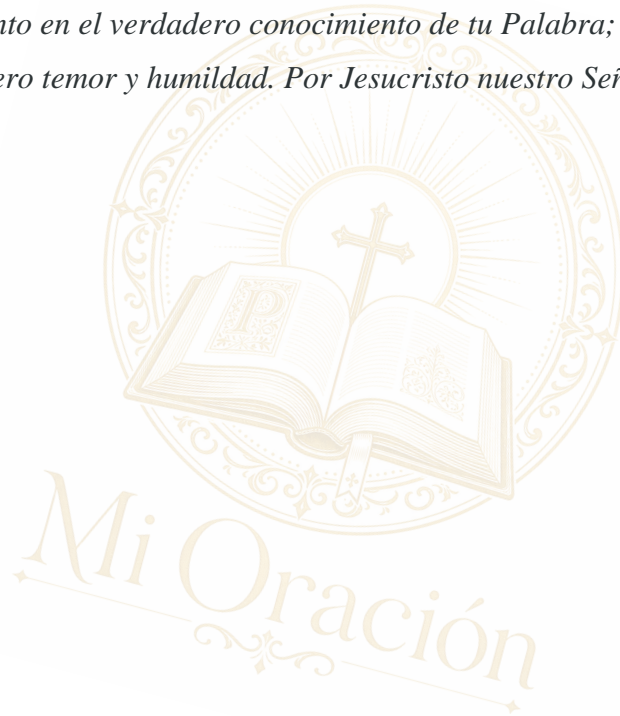 nto en el verdadero conocimiento de tu Palabra;
ero temor y humildad. Por Jesucristo nuestro Señ
Mi Oración